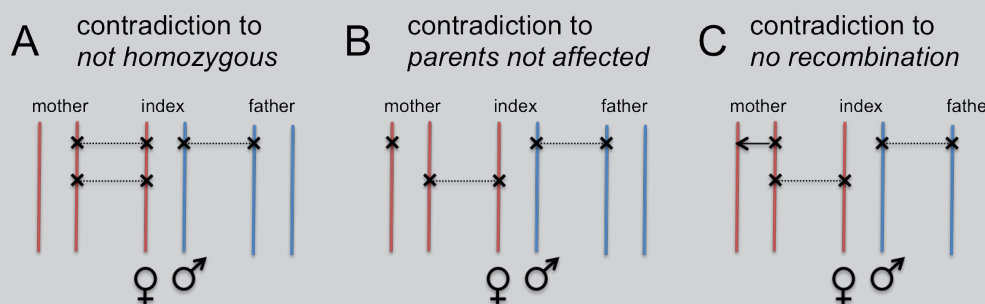 A
contradiction to
not homozygous
mother index father
B
contradiction to
parents not affected
mother index father
C
contradiction to
no recombination
mother index fathe